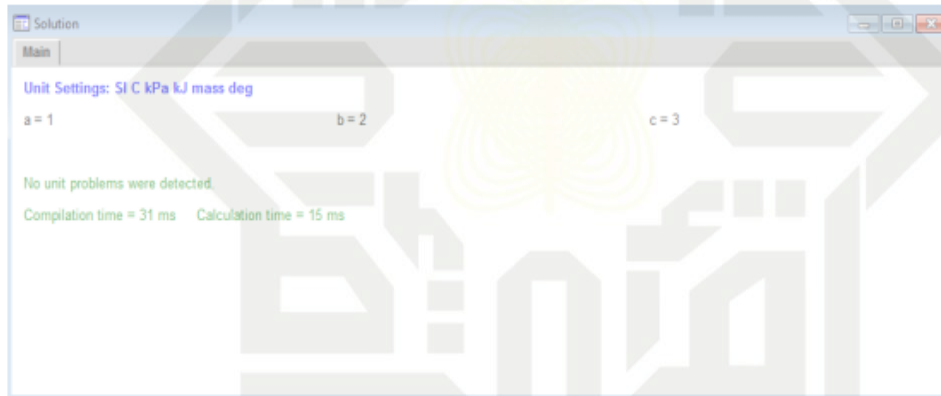 Solution
Main
Unit Settings: SI C kPa kJ mass deg
a = 1 b = 2 c = 3
No unit problems were detected.
Compilation time = 31 ms Calculation time = 15 ms